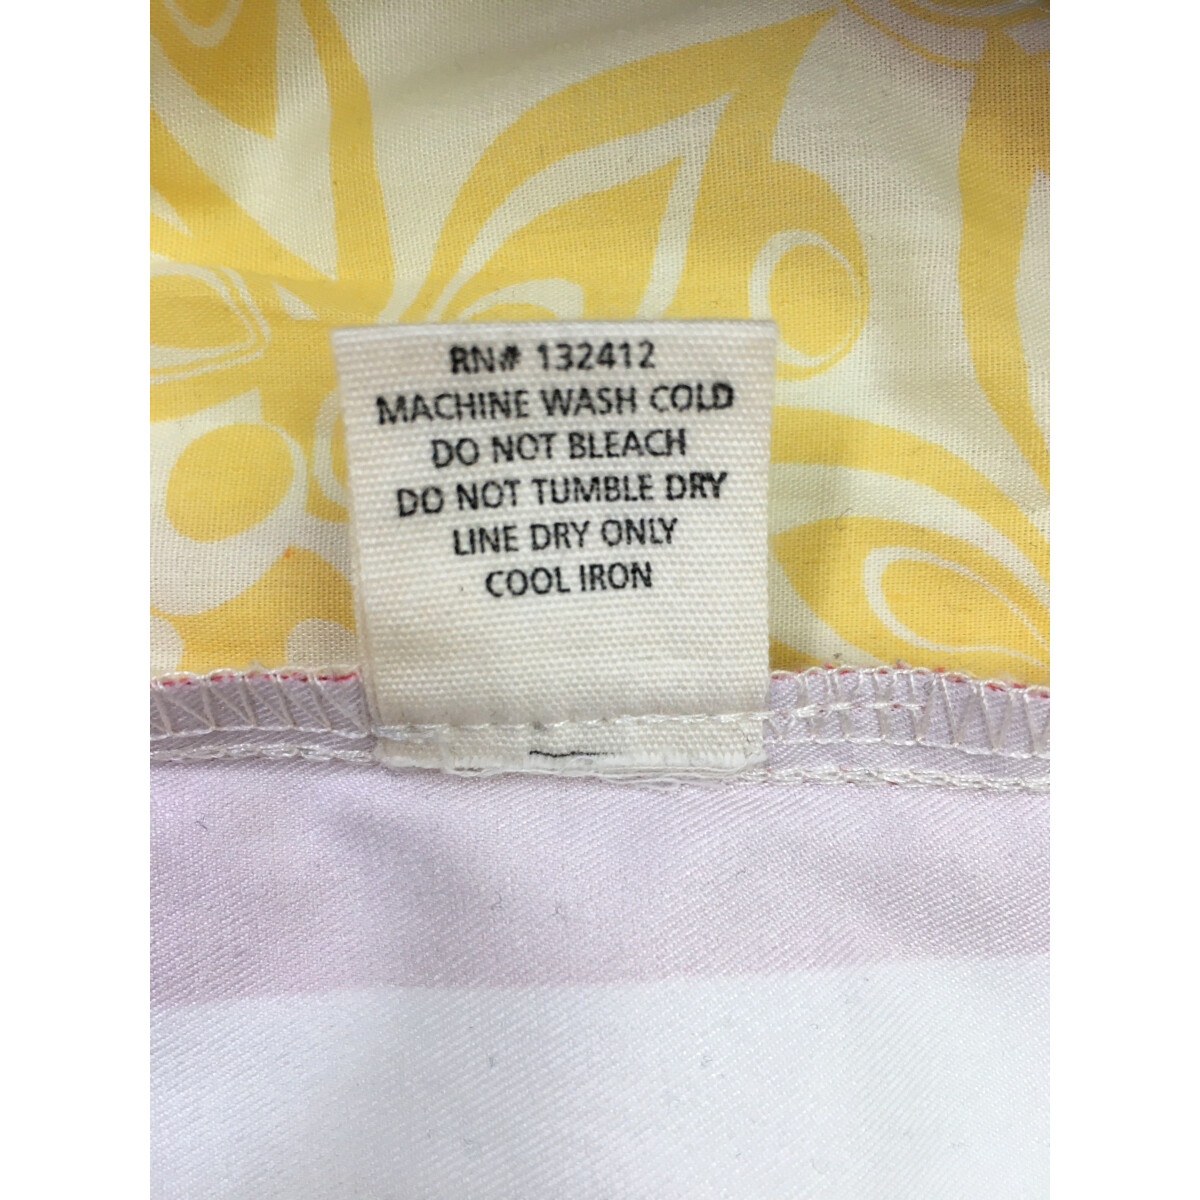 RN# 132412
MACHINE WASH COLD
DO NOT BLEACH
DO NOT TUMBLE DRY
LINE DRY ONLY
COOL IRON